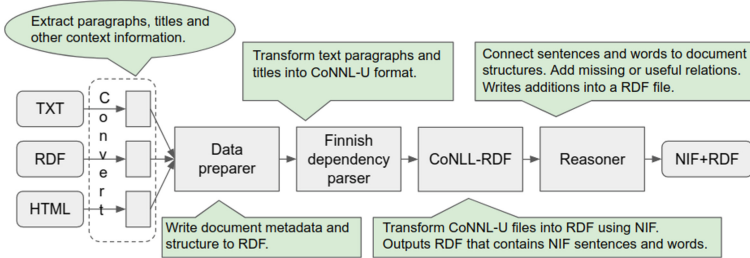 Extract paragraphs, titles and
other context information.
Transform text paragraphs and
titles into CoNNL-U format.
Connect sentences and words to document
structures. Add missing or useful relations.
Writes additions into a RDF file.
Convert
TXT
RDF
HTML
Data
preparer
Finnish
dependency
parser
CoNLL-RDF
Reasoner
NIF+RDF
Write document metadata and
structure to RDF.
Transform CoNNL-U files into RDF using NIF.
Outputs RDF that contains NIF sentences and words.